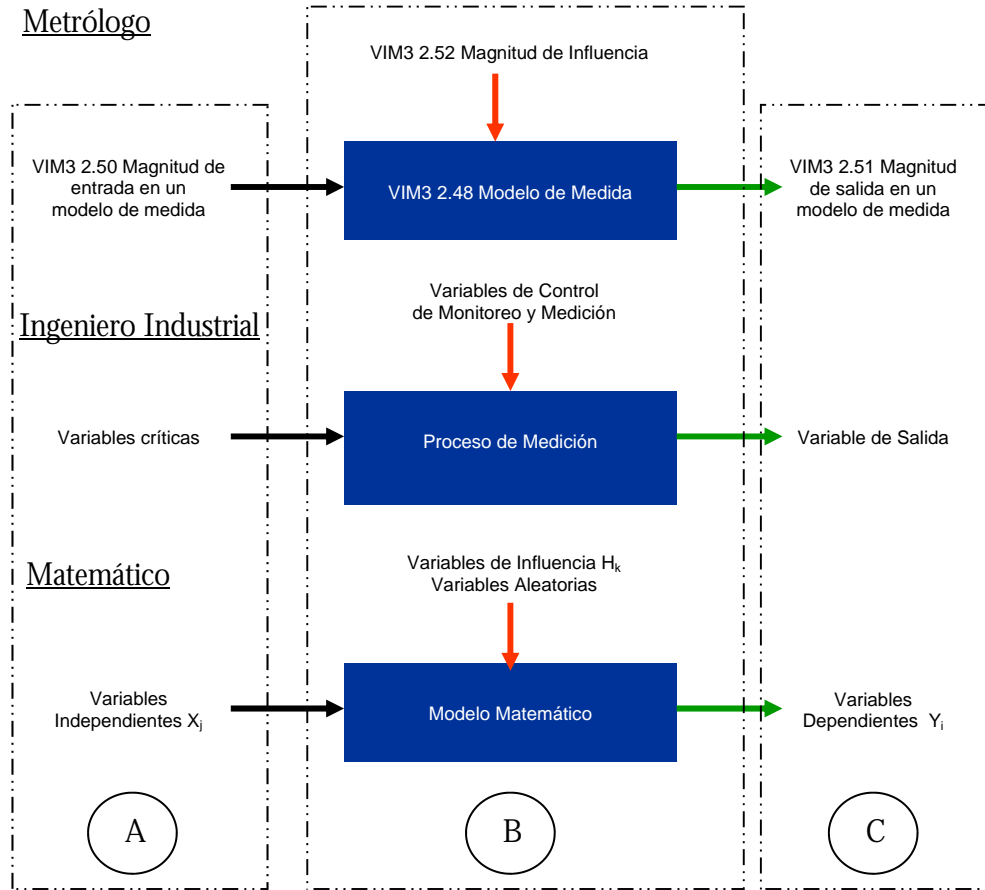 Metrólogo
VIM3 2.52 Magnitud de Influencia
VIM3 2.50 Magnitud de
entrada en un
modelo de medida
VIM3 2.48 Modelo de Medida
VIM3 2.51 Magnitud
de salida en un
modelo de medida
Ingeniero Industrial
Variables de Control
de Monitoreo y Medición
Variables críticas
Proceso de Medición
Variable de Salida
Matemático
Variables de Influencia Hk
Variables Aleatorias
Variables
Independientes Xj
Modelo Matemático
Variables
Dependientes Yi
A
B
C